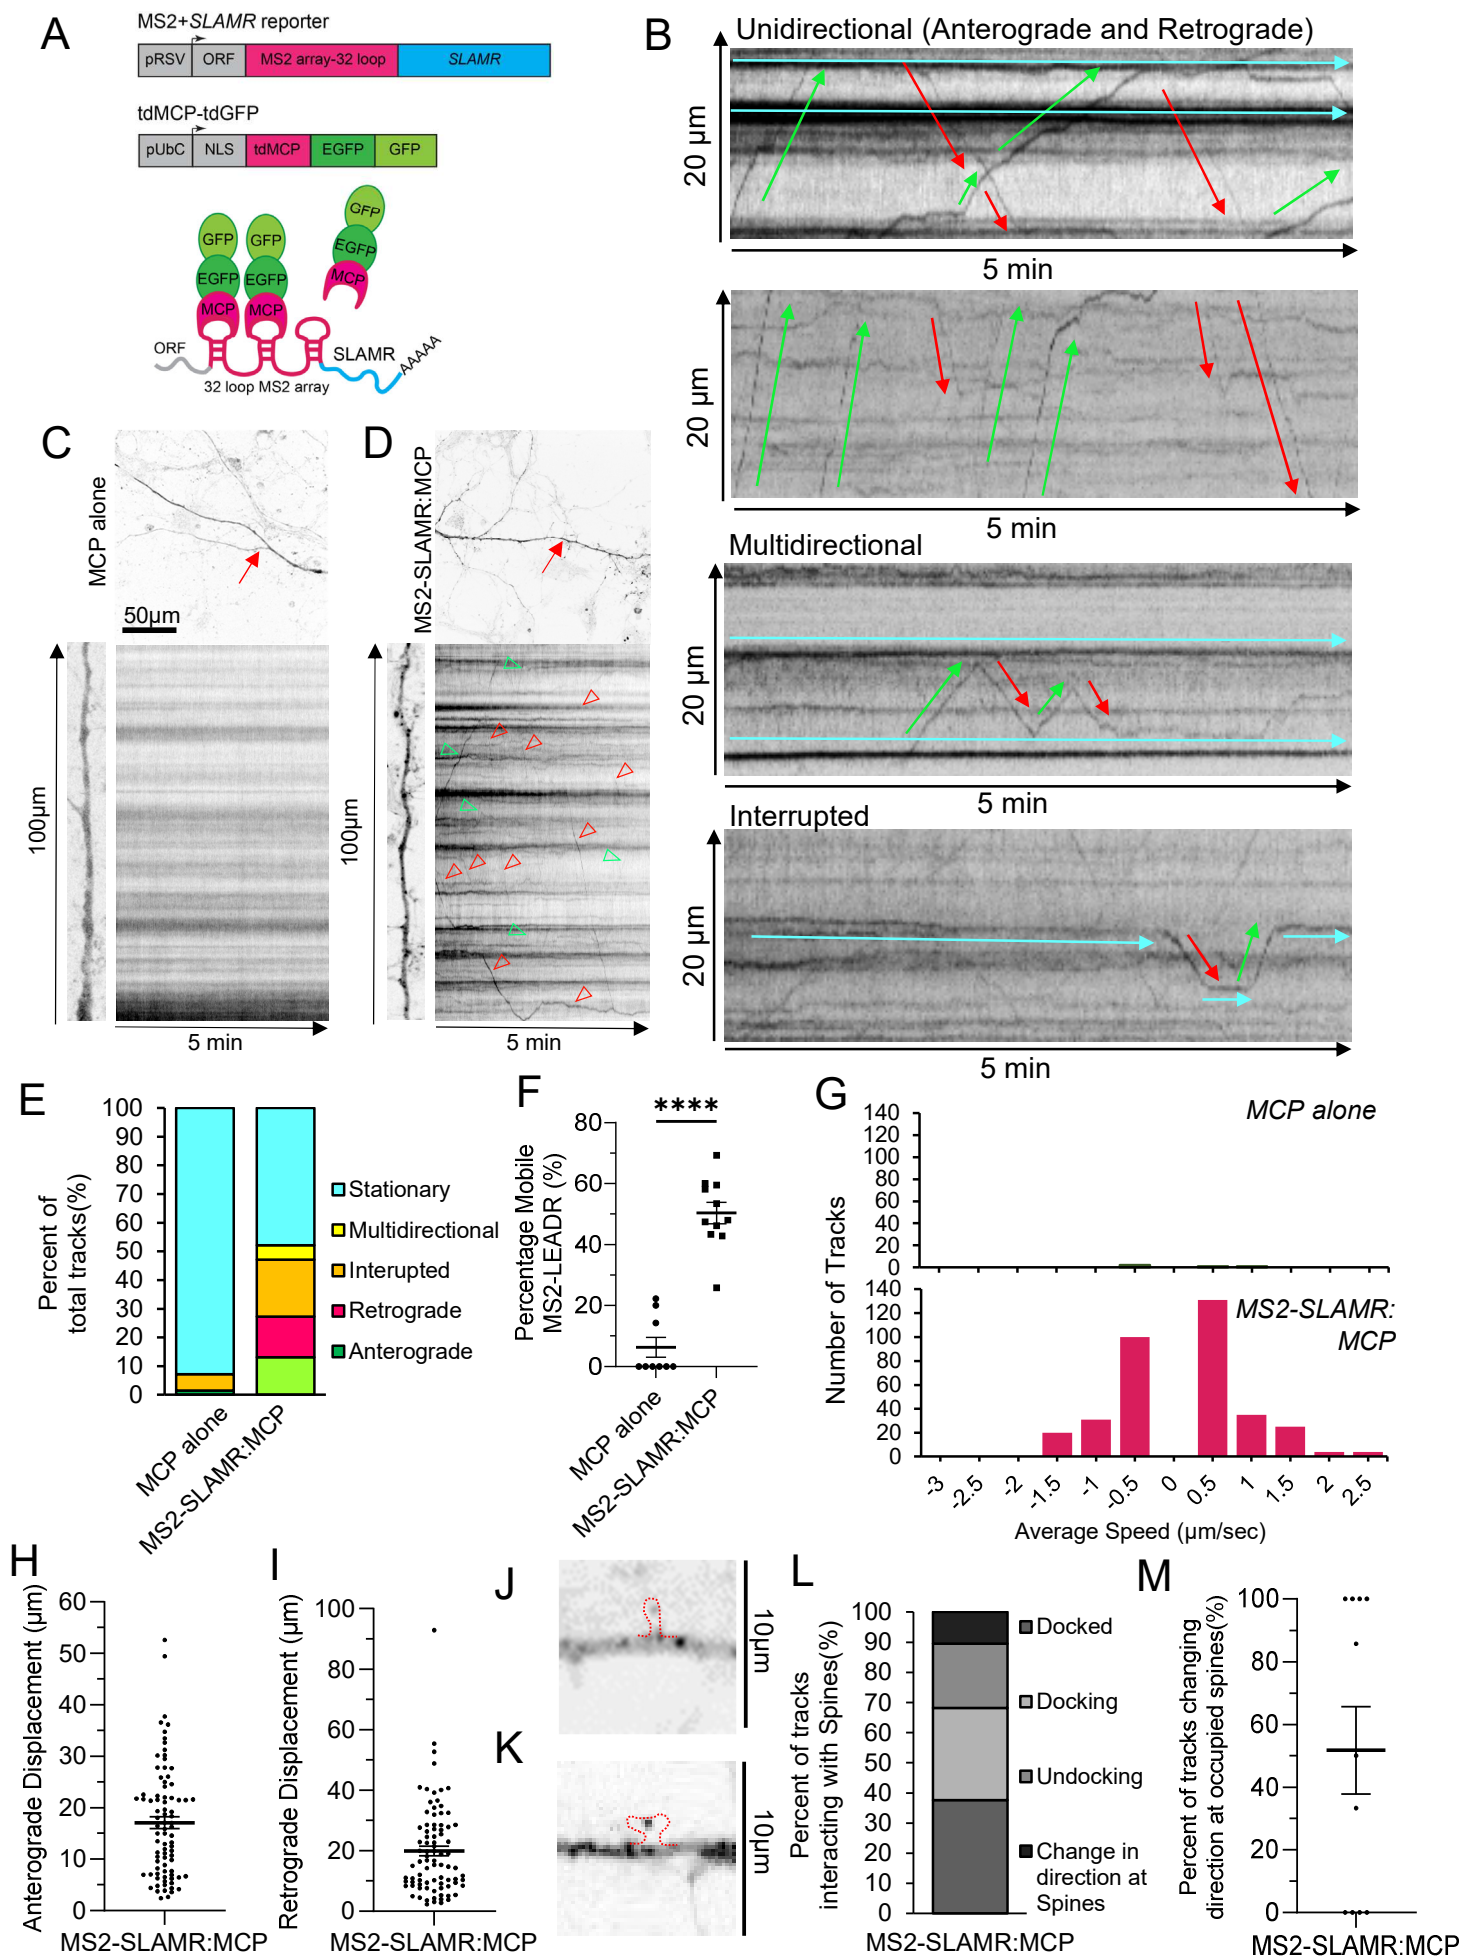 A
MS2+SLAMR reporter
pRSV
ORF
MS2 array-32 loop
SLAMR
tdMCP-tdGFP
pUbC
NLS
tdMCP
EGFP
GFP
GFP
GFP
GFP
EGFP
EGFP
EGFP
MCP
MCP
MCP
ORF
SLAMR
AAAAA
32 loop MS2 array
B
Unidirectional (Anterograde and Retrograde)
20 µm
5 min
20 µm
5 min
Multidirectional
20 µm
5 min
Interrupted
20 µm
5 min
C
MCP alone
50µm
100µm
5 min
D
MS2-SLAMR:MCP
100µm
5 min
E
Percent of
total tracks(%)
100
90
80
70
60
50
40
30
20
10
0
MCP alone
MS2-SLAMR:MCP
Stationary
Multidirectional
Interupted
Retrograde
Anterograde
F
Percentage Mobile
MS2-LEADR (%)
80
60
40
20
0
****
MCP alone
MS2-SLAMR:MCP
G
Number of Tracks
140
120
100
80
60
40
20
0
MCP alone
140
120
100
80
60
40
20
0
MS2-SLAMR:
MCP
-3
-2.5
-2
-1.5
-1
-0.5
0
0.5
1
1.5
2
2.5
Average Speed (µm/sec)
H
Anterograde Displacement (µm)
60
50
40
30
20
10
0
MS2-SLAMR:MCP
I
Retrograde Displacement (µm)
100
80
60
40
20
0
MS2-SLAMR:MCP
J
10µm
K
10µm
L
Percent of tracks
interacting with Spines(%)
100
90
80
70
60
50
40
30
20
10
0
MS2-SLAMR:MCP
Docked
Docking
Undocking
Change in
direction at
Spines
M
Percent of tracks changing
direction at occupied spines(%)
100
80
60
40
20
0
MS2-SLAMR:MCP